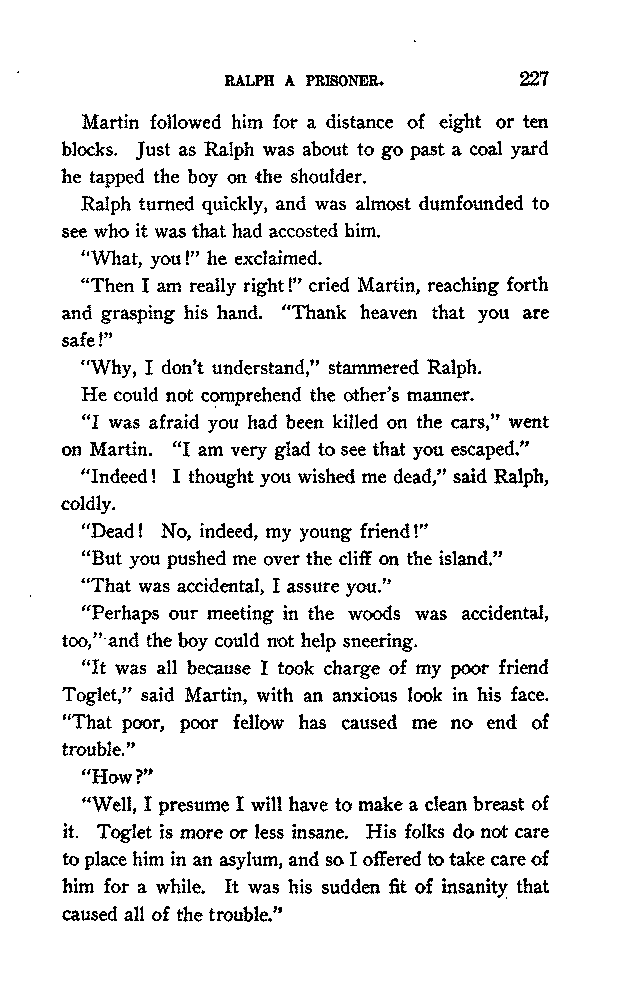 RALPH A PRISONER. 227
Martin followed him for a distance of eight or ten
blocks. Just as Ralph was about to go past a coal yard
he tapped the boy on the shoulder.
Ralph turned quickly, and was almost dumfounded to
see who it was that had accosted him.
"What, you!" he exclaimed.
"Then I am really right!" cried Martin, reaching forth
and grasping his hand. "Thank heaven that you are
safe!"
"Why, I don't understand," stammered Ralph.
He could not comprehend the other's manner.
"I was afraid you had been killed on the cars," went
on Martin. "I am very glad to see that you escaped."
"Indeed! I thought you wished me dead," said Ralph,
coldly.
"Dead! No, indeed, my young friend!"
"But you pushed me over the cliff on the island."
"That was accidental, I assure you."
"Perhaps our meeting in the woods was accidental,
too," and the boy could not help sneering.
"It was all because I took charge of my poor friend
Toglet," said Martin, with an anxious look in his face.
"That poor, poor fellow has caused me no end of
trouble."
"How?"
"Well, I presume I will have to make a clean breast of
it. Toglet is more or less insane. His folks do not care
to place him in an asylum, and so I offered to take care of
him for a while. It was his sudden fit of insanity that
caused all of the trouble."